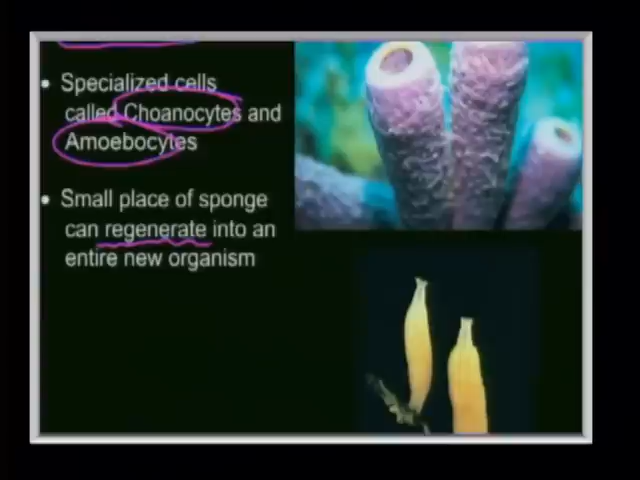 • Specialized cells
called Choanocytes and
Amoebocytes
• Small place of sponge
can regenerate into an
entire new organism